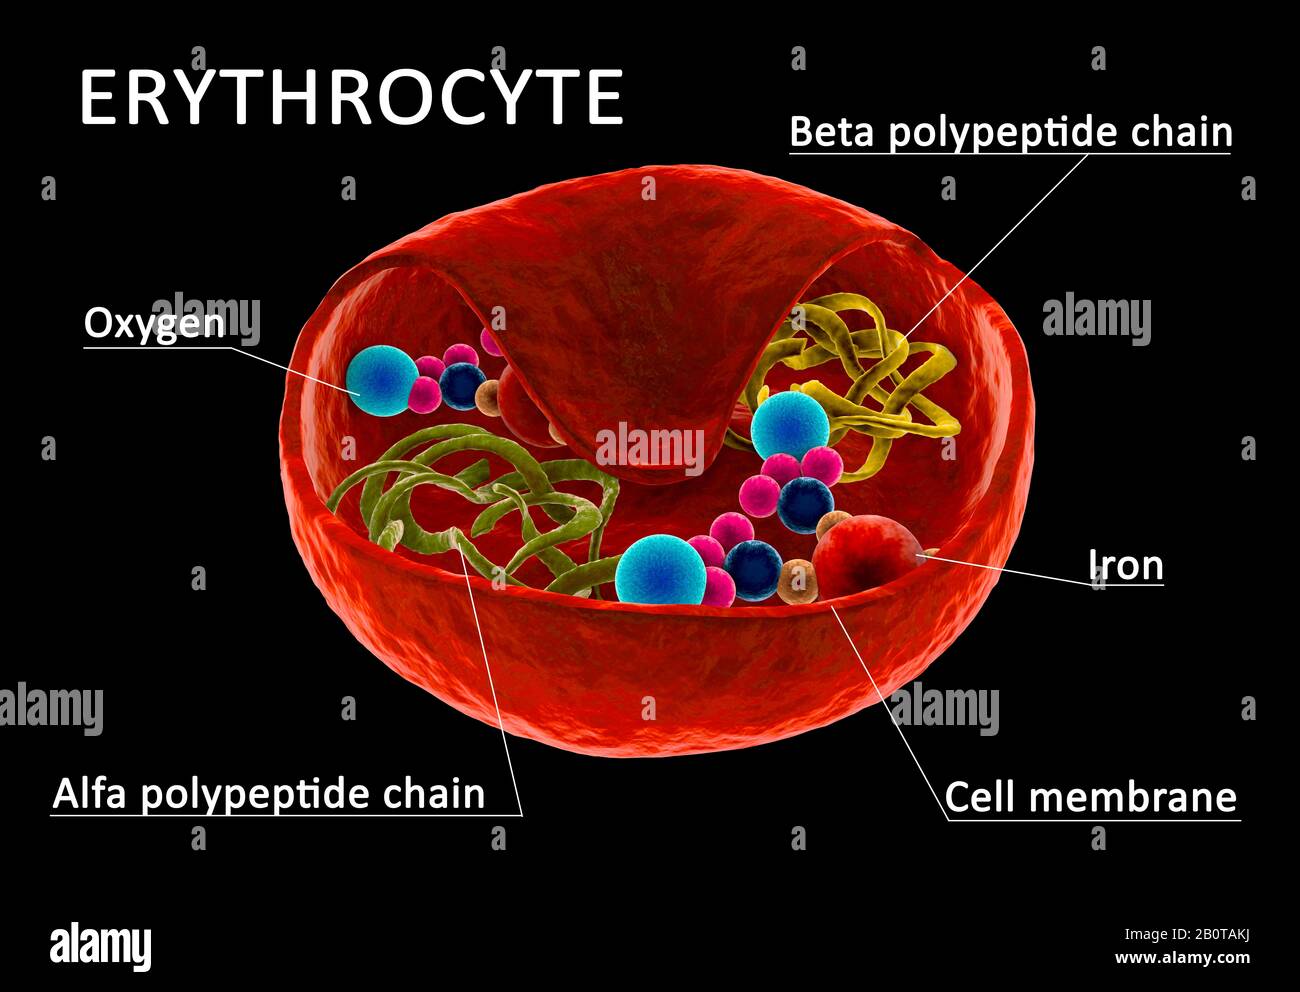 ERYTHROCYTE
Beta polypeptide chain
Oxygen
alamy
alamy
Iron
alamy
alamy
Alfa polypeptide chain
Cell membrane
alamy
Image ID: 2B0TAKJ
www.alamy.com